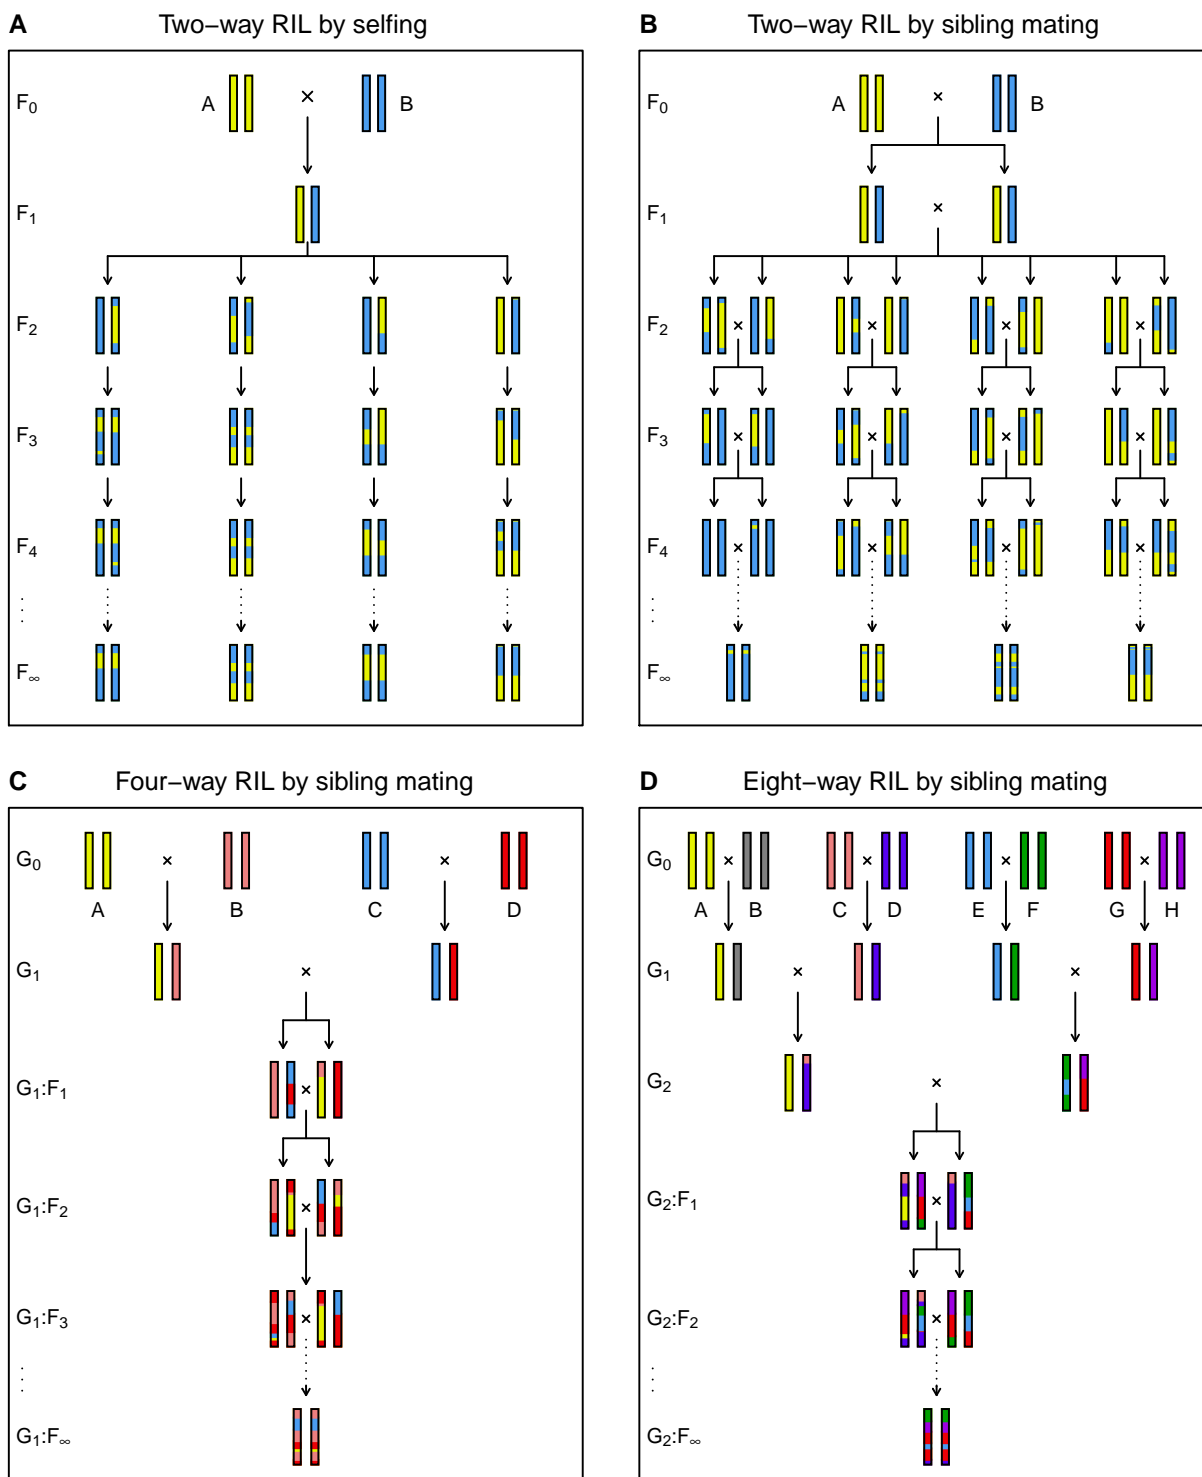 A Two−way RIL by selfing
F0
A × B
F1
F2
F3
F4
...
F∞
B Two−way RIL by sibling mating
F0
A × B
F1 ×
F2 × × × ×
F3 × × × ×
F4 × × × ×
...
F∞
C Four−way RIL by sibling mating
G0 × ×
A B C D
G1 ×
G1:F1 ×
G1:F2 ×
G1:F3 ×
...
G1:F∞
D Eight−way RIL by sibling mating
G0 × × × ×
A B C D E F G H
G1 × ×
G2 ×
G2:F1 ×
G2:F2 ×
...
G2:F∞